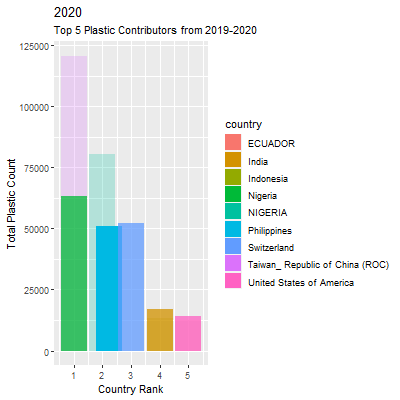 2020
Top 5 Plastic Contributors from 2019-2020
125000
100000
75000
50000
25000
0
Total Plastic Count
1 2 3 4 5
Country Rank
country
ECUADOR
India
Indonesia
Nigeria
NIGERIA
Philippines
Switzerland
Taiwan_ Republic of China (ROC)
United States of America